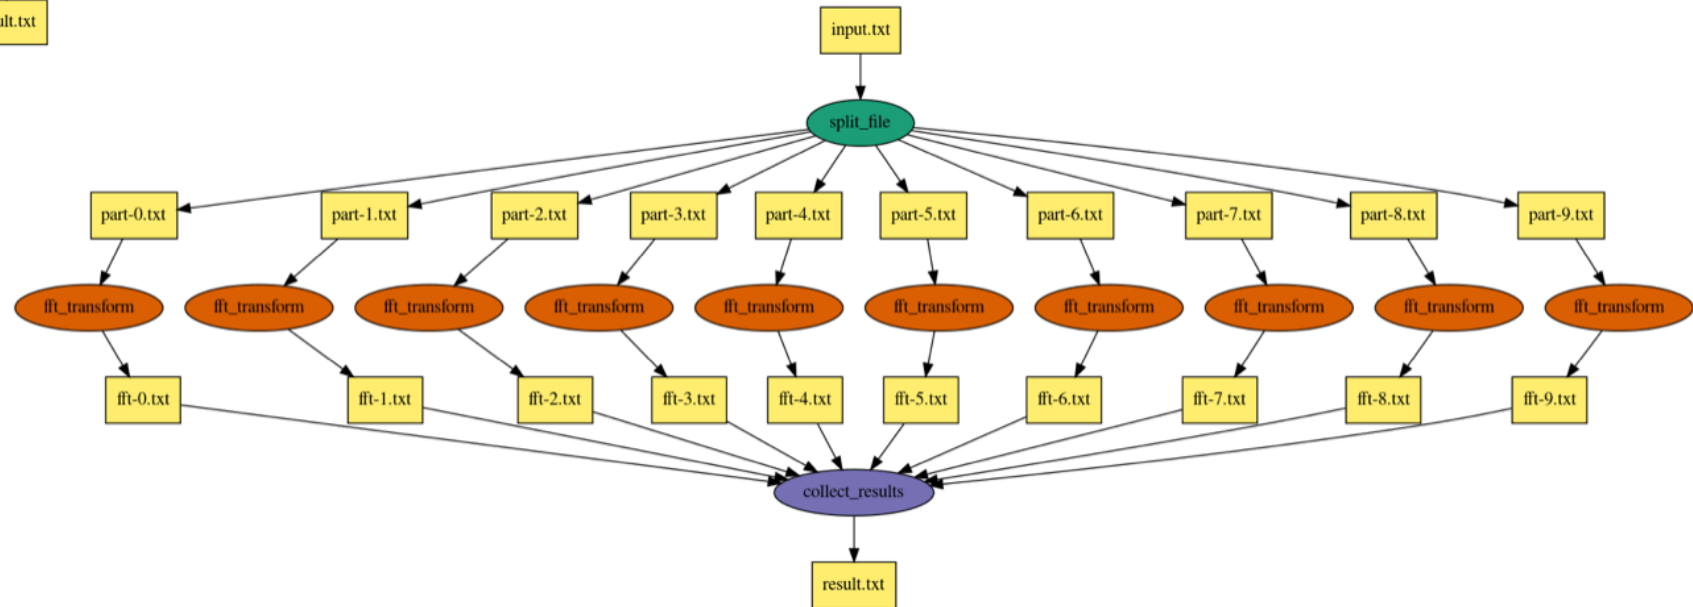 ult.txt
input.txt
split_file
part-0.txt
part-1.txt
part-2.txt
part-3.txt
part-4.txt
part-5.txt
part-6.txt
part-7.txt
part-8.txt
part-9.txt
fft_transform
fft_transform
fft_transform
fft_transform
fft_transform
fft_transform
fft_transform
fft_transform
fft_transform
fft_transform
fft-0.txt
fft-1.txt
fft-2.txt
fft-3.txt
fft-4.txt
fft-5.txt
fft-6.txt
fft-7.txt
fft-8.txt
fft-9.txt
collect_results
result.txt